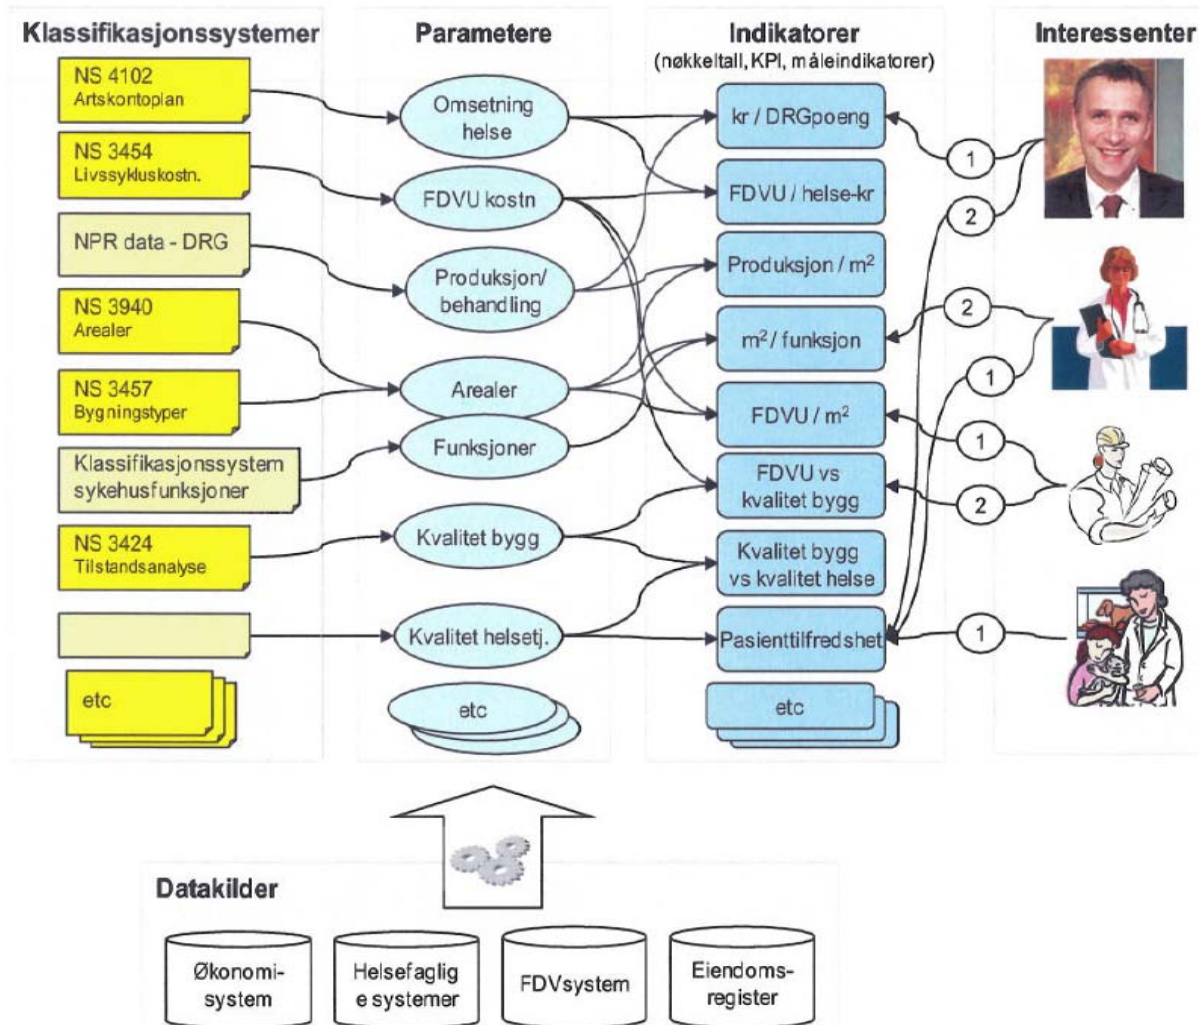 Klassifikasjonssystemer
NS 4102
Artskontoplan
NS 3454
Livssykluskostn.
NPR data - DRG
NS 3940
Arealer
NS 3457
Bygningstyper
Klassifikasjonssystem
sykehusfunksjoner
NS 3424
Tilstandsanalyse
etc
Parametere
Omsetning
helse
FDVU kostn
Produksjon/
behandling
Arealer
Funksjoner
Kvalitet bygg
Kvalitet helsetj.
etc
Indikatorer
(nøkkeltall, KPI, måleindikatorer)
kr / DRGpoeng
FDVU / helse-kr
Produksjon / m²
m² / funksjon
FDVU / m²
FDVU vs
kvalitet bygg
Kvalitet bygg
vs kvalitet helse
Pasienttilfredshet
etc
Interessenter
1
2
2
1
1
2
1
Datakilder
Økonomi-
system
Helsefaglig
e systemer
FDVsystem
Eiendoms-
register